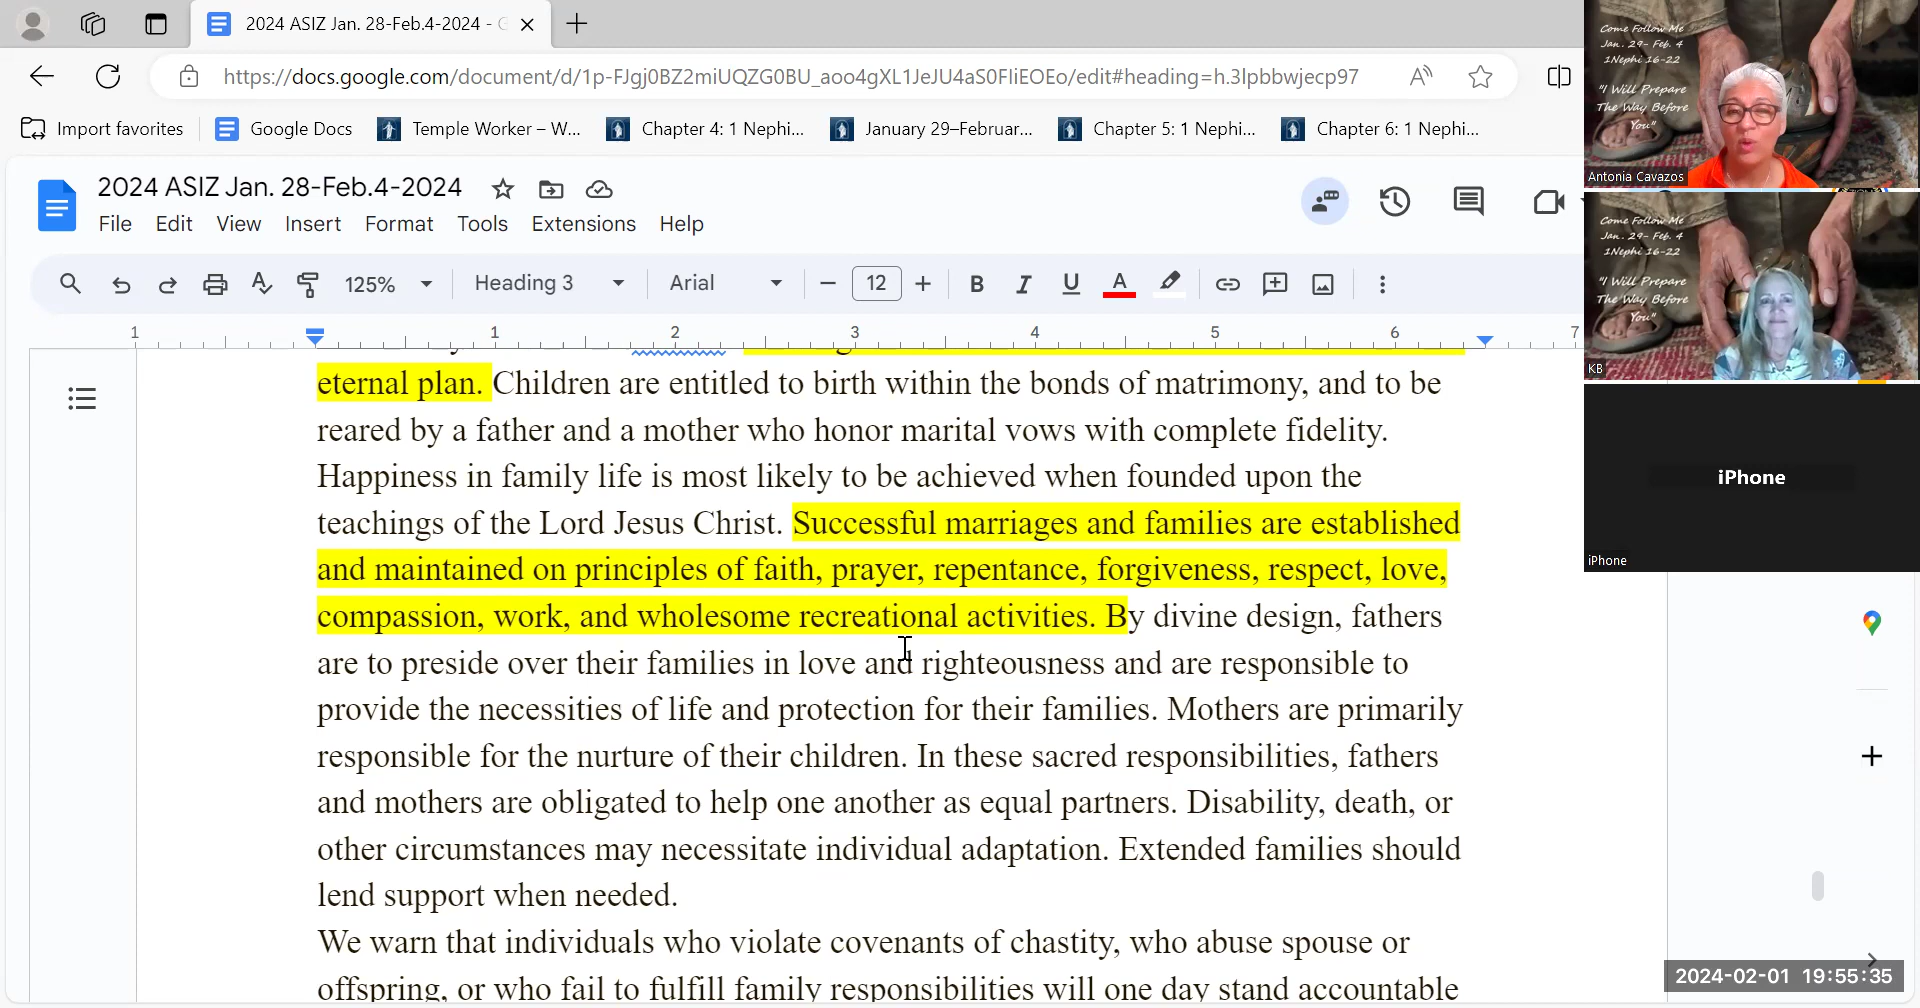 2024 ASIZ Jan. 28-Feb.4-2024 - G
https://docs.google.com/document/d/1p-FJgj0BZ2miUQZG0BU_aoo4gXL1JeJU4aS0FIiEOEo/edit#heading=h.3lpbbwjecp97
Import favorites
Google Docs
Temple Worker – W...
Chapter 4: 1 Nephi...
January 29–Februar...
Chapter 5: 1 Nephi...
Chapter 6: 1 Nephi...
2024 ASIZ Jan. 28-Feb.4-2024
File Edit View Insert Format Tools Extensions Help
125% Heading 3 Arial 12
1 1 2 3 4 5 6 7
eternal plan. Children are entitled to birth within the bonds of matrimony, and to be
reared by a father and a mother who honor marital vows with complete fidelity.
Happiness in family life is most likely to be achieved when founded upon the
teachings of the Lord Jesus Christ. Successful marriages and families are established
and maintained on principles of faith, prayer, repentance, forgiveness, respect, love,
compassion, work, and wholesome recreational activities. By divine design, fathers
are to preside over their families in love and righteousness and are responsible to
provide the necessities of life and protection for their families. Mothers are primarily
responsible for the nurture of their children. In these sacred responsibilities, fathers
and mothers are obligated to help one another as equal partners. Disability, death, or
other circumstances may necessitate individual adaptation. Extended families should
lend support when needed.
We warn that individuals who violate covenants of chastity, who abuse spouse or
offspring, or who fail to fulfill family responsibilities will one day stand accountable
Come Follow Me
Jan. 29- Feb. 4
1Nephi 16-22
"I Will Prepare
The Way Before
You"
Antonia Cavazos
Come Follow Me
Jan. 29- Feb. 4
1Nephi 16-22
"I Will Prepare
The Way Before
You"
KB
iPhone
iPhone
2024-02-01 19:55:35